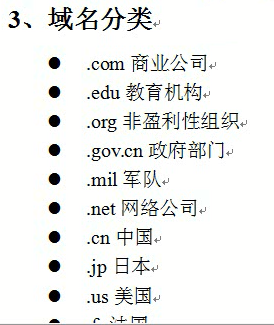 3、域名分类
● .com 商业公司
● .edu 教育机构
● .org 非盈利性组织
● .gov.cn 政府部门
● .mil 军队
● .net 网络公司
● .cn 中国
● .jp 日本
● .us 美国